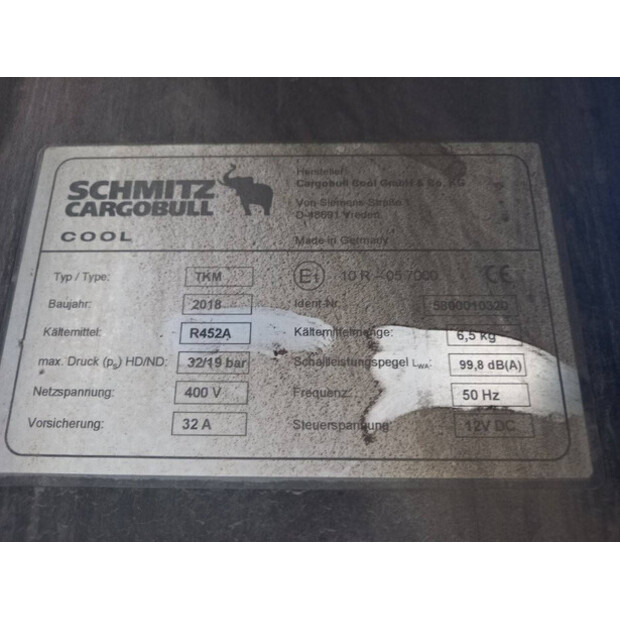 SCHMITZ
CARGOBULL
COOL
Hersteller:
Cargobull Cool GmbH & Co. KG
Von-Siemens-Straße 1
D-48691 Vreden
Made in Germany
Typ / Type: TKM
E1 10 R - 05 7000 CE
Baujahr: 2018
Ident-Nr. 5800010320
Kältemittel: R452A
Kältemittelmenge: 6,5 kg
max. Druck (ps) HD/ND: 32/19 bar
Schallleistungspegel LWA: 99,8 dB(A)
Netzspannung: 400 V
Frequenz: 50 Hz
Vorsicherung: 32 A
Steuerspannung: 12V DC